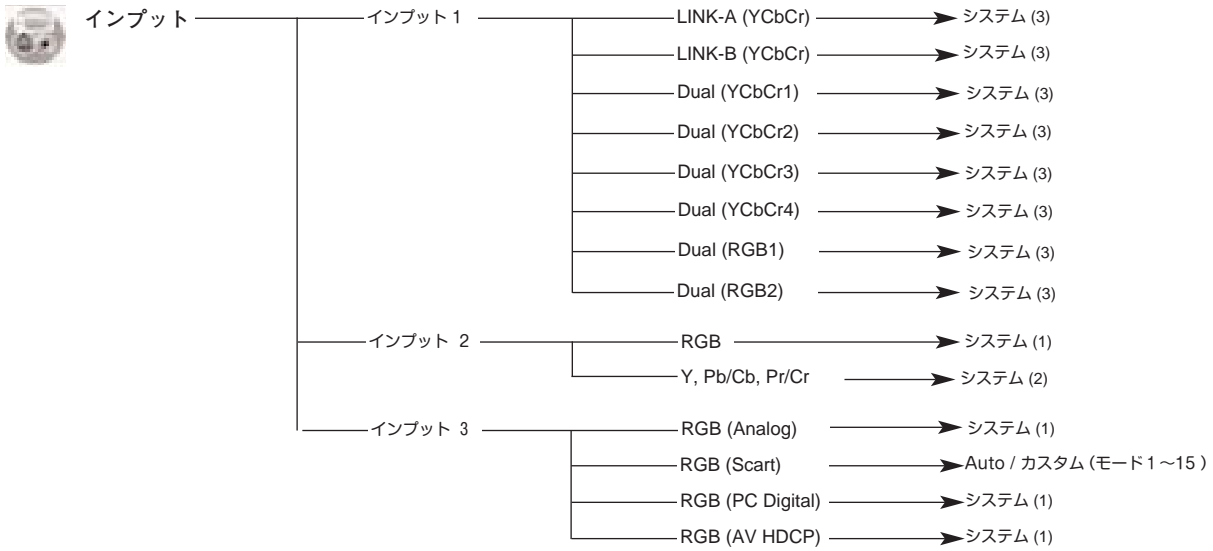 インプット インプット 1 LINK-A (YCbCr) システム (3)
LINK-B (YCbCr) システム (3)
Dual (YCbCr1) システム (3)
Dual (YCbCr2) システム (3)
Dual (YCbCr3) システム (3)
Dual (YCbCr4) システム (3)
Dual (RGB1) システム (3)
Dual (RGB2) システム (3)
インプット 2 RGB システム (1)
Y, Pb/Cb, Pr/Cr システム (2)
インプット 3 RGB (Analog) システム (1)
RGB (Scart) Auto / カスタム (モード1～15 )
RGB (PC Digital) システム (1)
RGB (AV HDCP) システム (1)